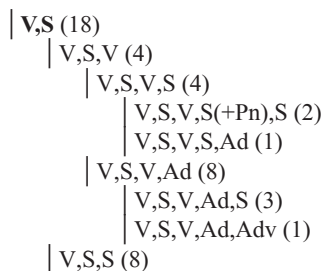 V,S (18)
V,S,V (4)
V,S,V,S (4)
V,S,V,S(+Pn),S (2)
V,S,V,S,Ad (1)
V,S,V,Ad (8)
V,S,V,Ad,S (3)
V,S,V,Ad,Adv (1)
V,S,S (8)